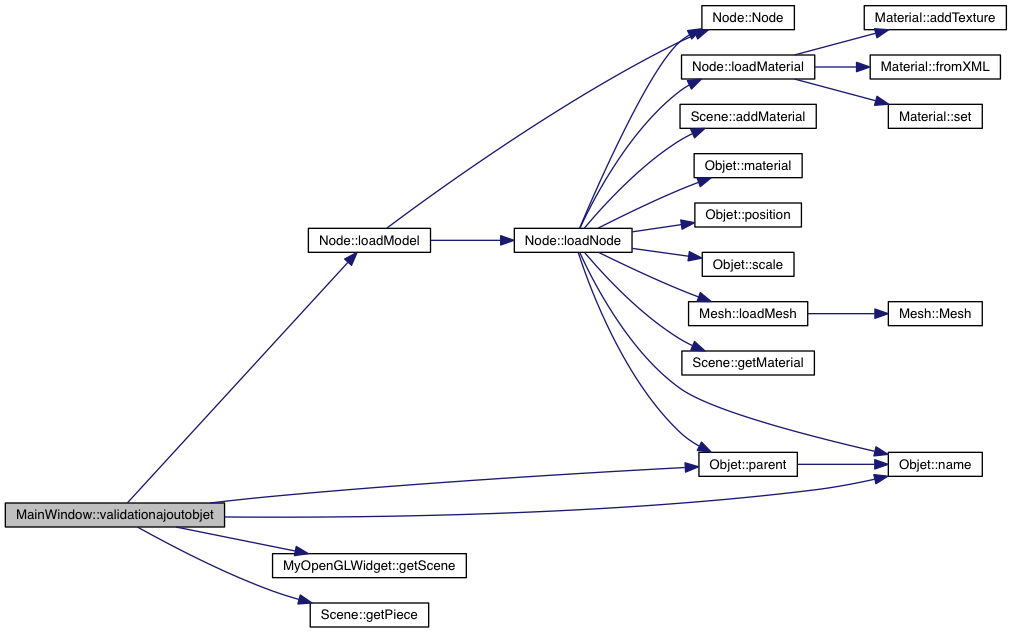 Node::Node
Material::addTexture
Node::loadMaterial
Material::fromXML
Scene::addMaterial
Material::set
Objet::material
Objet::position
Node::loadModel
Node::loadNode
Objet::scale
Mesh::loadMesh
Mesh::Mesh
Scene::getMaterial
Objet::parent
Objet::name
MainWindow::validationajoutobjet
MyOpenGLWidget::getScene
Scene::getPiece